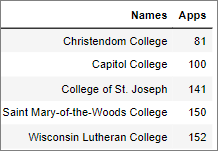 Names Apps
Christendom College 81
Capitol College 100
College of St. Joseph 141
Saint Mary-of-the-Woods College 150
Wisconsin Lutheran College 152